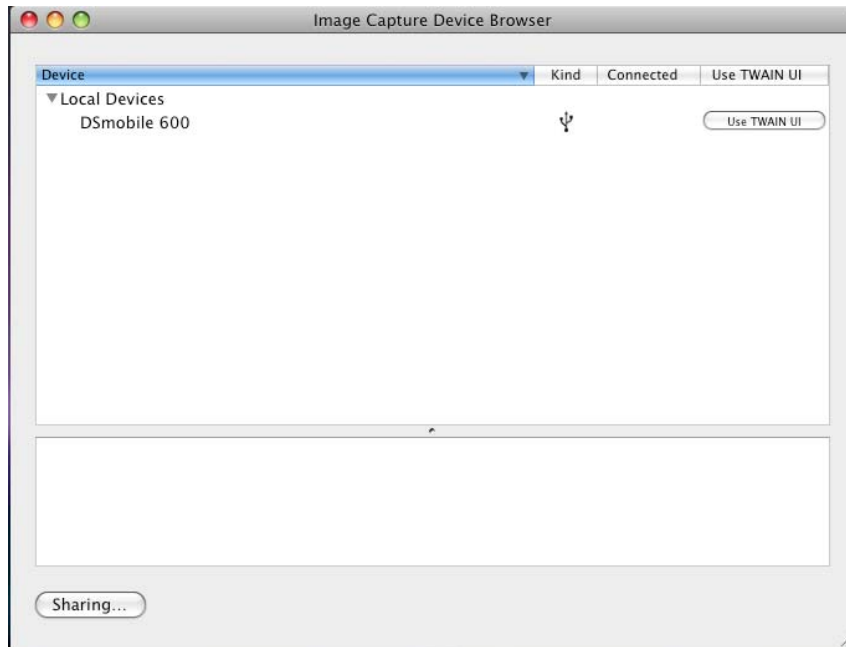 Image Capture Device Browser
Device Kind Connected Use TWAIN UI
Local Devices
DSmobile 600 Use TWAIN UI
Sharing...